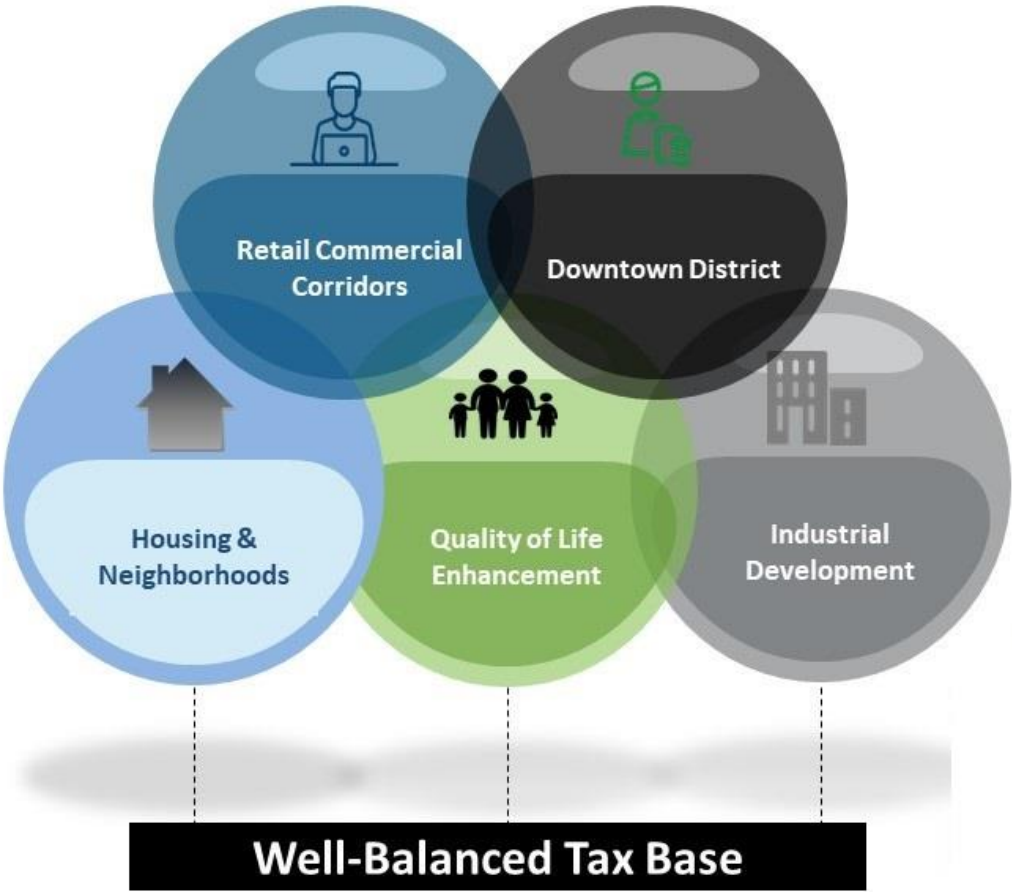 Retail Commercial
Corridors
Downtown District
Housing &
Neighborhoods
Quality of Life
Enhancement
Industrial
Development
Well-Balanced Tax Base